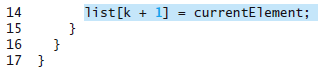 14 list[k + 1] = currentElement;
15 }
16 }
17 }